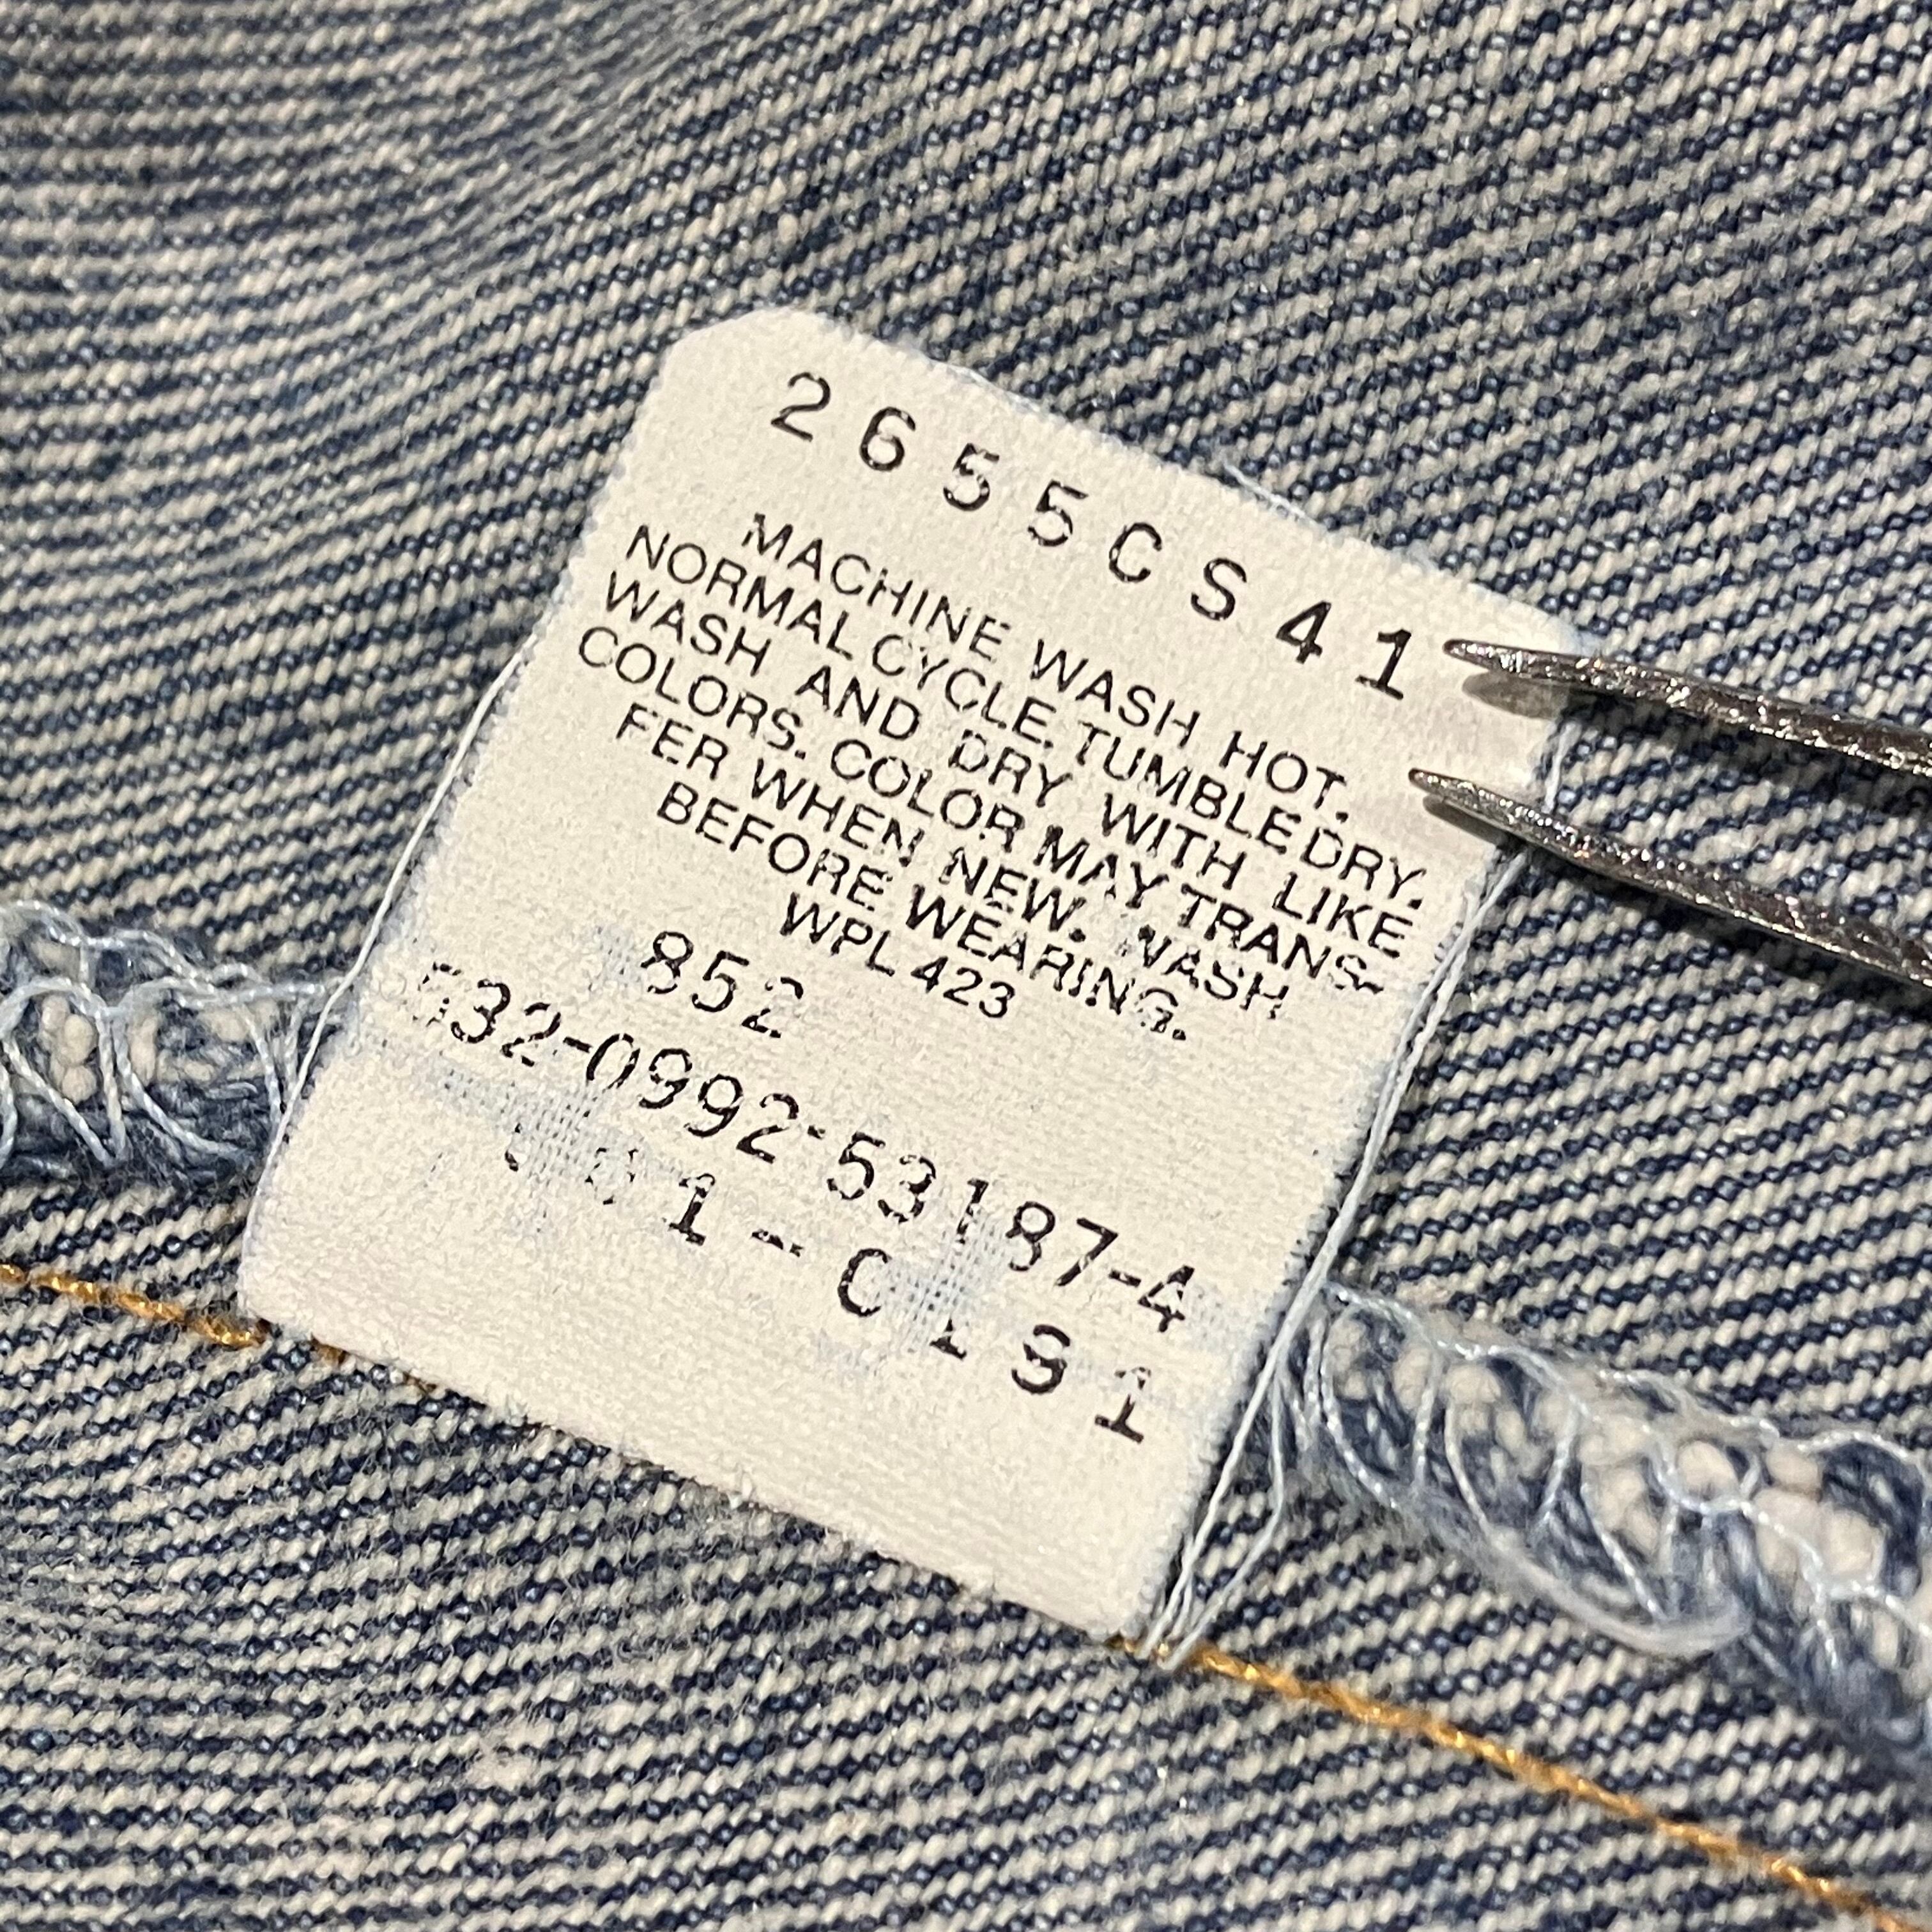 2655CS41
MACHINE WASH HOT.
NORMAL CYCLE. TUMBLE DRY.
WASH AND DRY WITH LIKE
COLORS. COLOR MAY TRANS-
FER WHEN NEW. WASH
BEFORE WEARING.
WPL 423
852
532-0992-53187-4